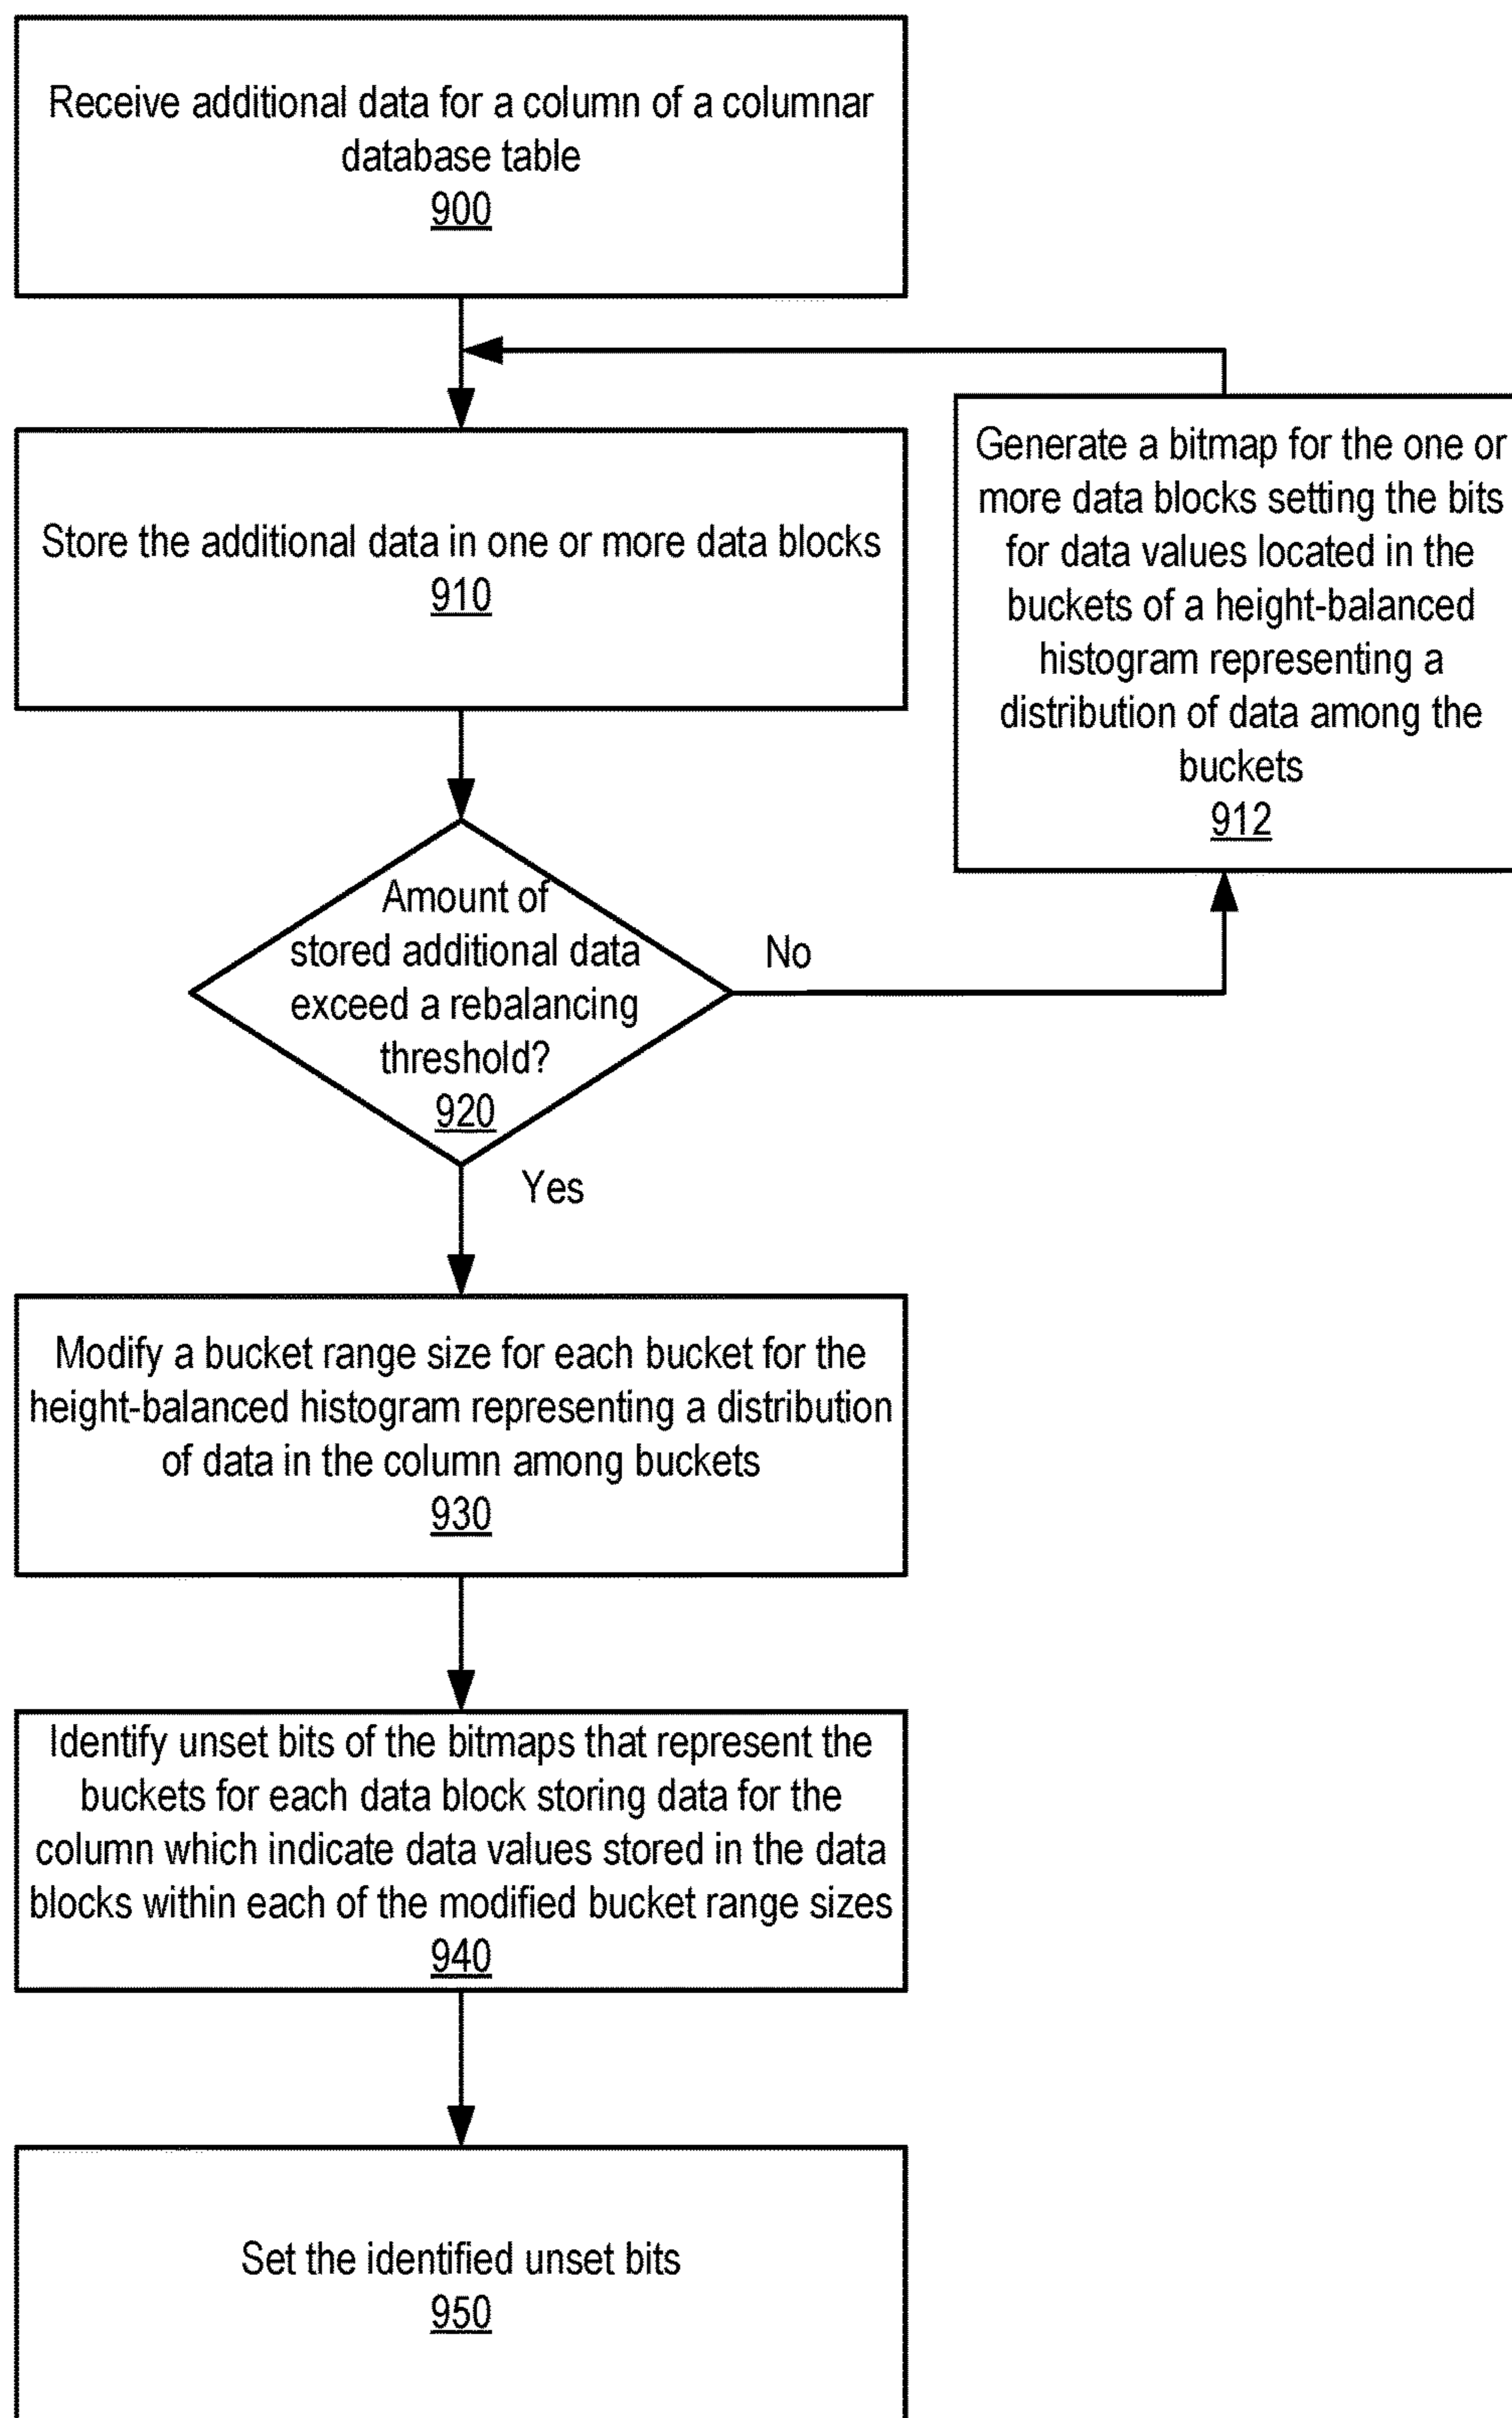 Receive additional data for a column of a columnar
database table
900
Store the additional data in one or more data blocks
910
Generate a bitmap for the one or
more data blocks setting the bits
for data values located in the
buckets of a height-balanced
histogram representing a
distribution of data among the
buckets
912
Amount of
stored additional data
exceed a rebalancing
threshold?
920
No
Yes
Modify a bucket range size for each bucket for the
height-balanced histogram representing a distribution
of data in the column among buckets
930
Identify unset bits of the bitmaps that represent the
buckets for each data block storing data for the
column which indicate data values stored in the data
blocks within each of the modified bucket range sizes
940
Set the identified unset bits
950